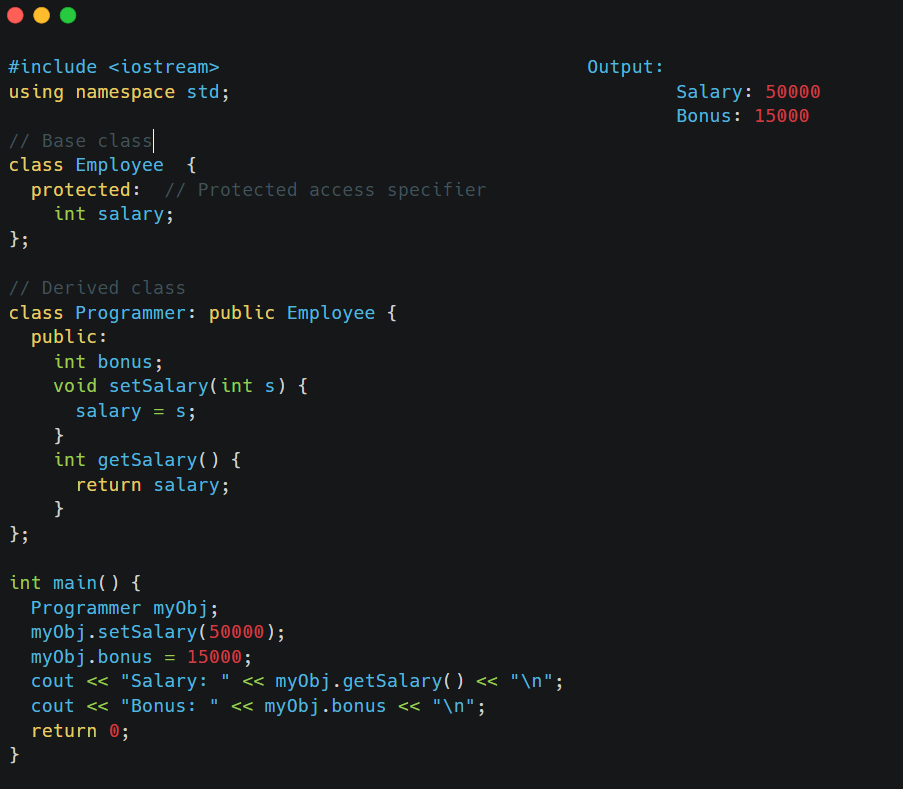 #include <iostream>
using namespace std;

// Base class
class Employee  {
  protected:  // Protected access specifier
    int salary;
};

// Derived class
class Programmer: public Employee {
  public:
    int bonus;
    void setSalary(int s) {
      salary = s;
    }
    int getSalary() {
      return salary;
    }
};

int main() {
  Programmer myObj;
  myObj.setSalary(50000);
  myObj.bonus = 15000;
  cout << "Salary: " << myObj.getSalary() << "\n";
  cout << "Bonus: " << myObj.bonus << "\n";
  return 0;
}

Output:
        Salary: 50000
        Bonus: 15000